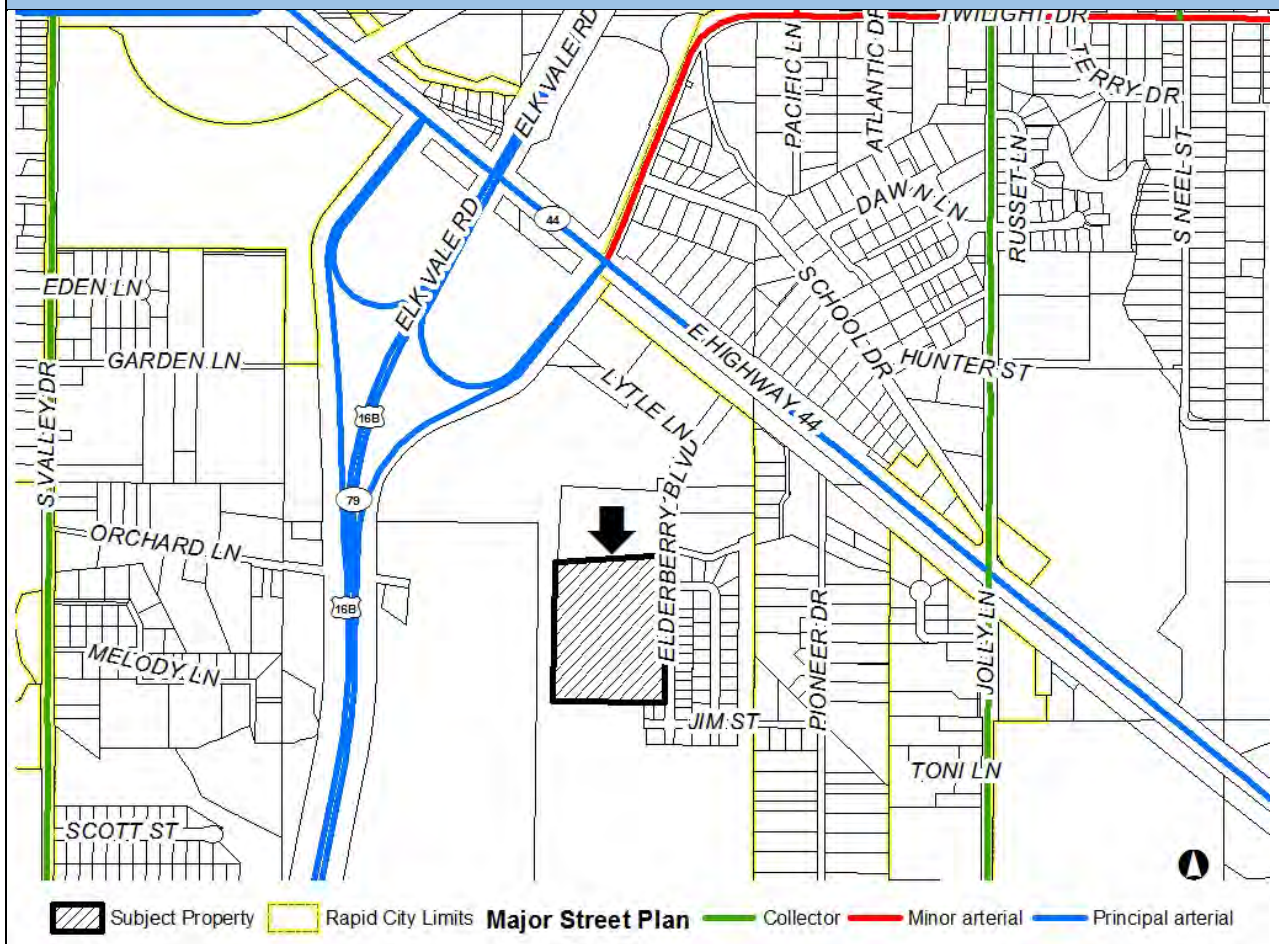 TWILIGHT DR
ELK VALE RD
PACIFIC LN
ATLANTIC DR
TERRY DR
RUSSET LN
S NEEL ST
DAWN LN
44
ELK VALE RD
SCHOOL DR
EDEN LN
GARDEN LN
E HIGHWAY 44
HUNTER ST
LYTLE LN
16B
S VALLEY DR
79
ELDERBERRY BLVD
ORCHARD LN
16B
PIONEER DR
JOLLY LN
MELODY LN
JIM ST
TONI LN
SCOTT ST
Subject Property Rapid City Limits Major Street Plan Collector Minor arterial Principal arterial